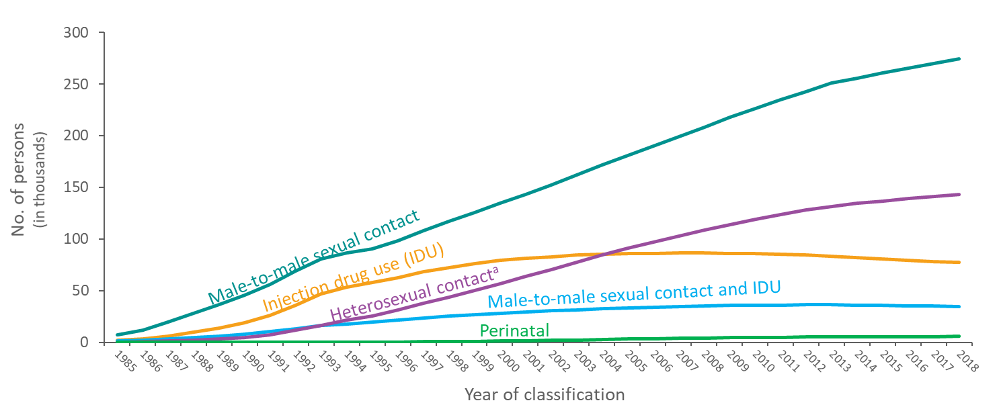 300
250
200
150
100
50
0
No. of persons
(in thousands)
Male-to-male sexual contact
Injection drug use (IDU)
Heterosexual contactᵃ
Male-to-male sexual contact and IDU
Perinatal
1985 1986 1987 1988 1989 1990 1991 1992 1993 1994 1995 1996 1997 1998 1999 2000 2001 2002 2003 2004 2005 2006 2007 2008 2009 2010 2011 2012 2013 2014 2015 2016 2017 2018
Year of classification